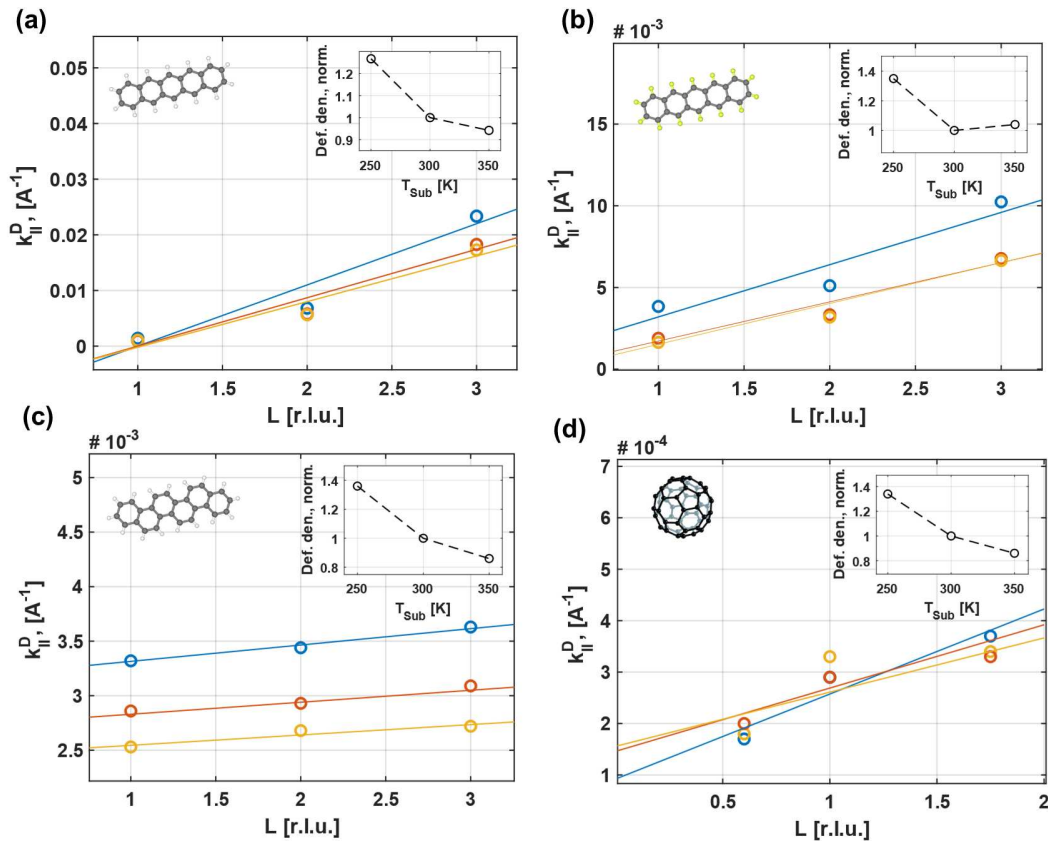 (a)
0.05
0.04
0.03
0.02
0.01
0
k||^D, [A^-1]
1 1.5 2 2.5 3
L [r.l.u.]
Def. den., norm.
1.2
1.1
1
0.9
250 300 350
T_Sub [K]
(b)
# 10^-3
15
10
5
0
k||^D, [A^-1]
1 1.5 2 2.5 3
L [r.l.u.]
Def. den., norm.
1.4
1.2
1
250 300 350
T_Sub [K]
(c)
# 10^-3
5
4.5
4
3.5
3
2.5
k||^D, [A^-1]
1 1.5 2 2.5 3
L [r.l.u.]
Def. den., norm.
1.4
1.2
1
0.8
250 300 350
T_Sub [K]
(d)
# 10^-4
7
6
5
4
3
2
1
k||^D, [A^-1]
0.5 1 1.5 2
L [r.l.u.]
Def. den., norm.
1.4
1.2
1
0.8
250 300 350
T_Sub [K]